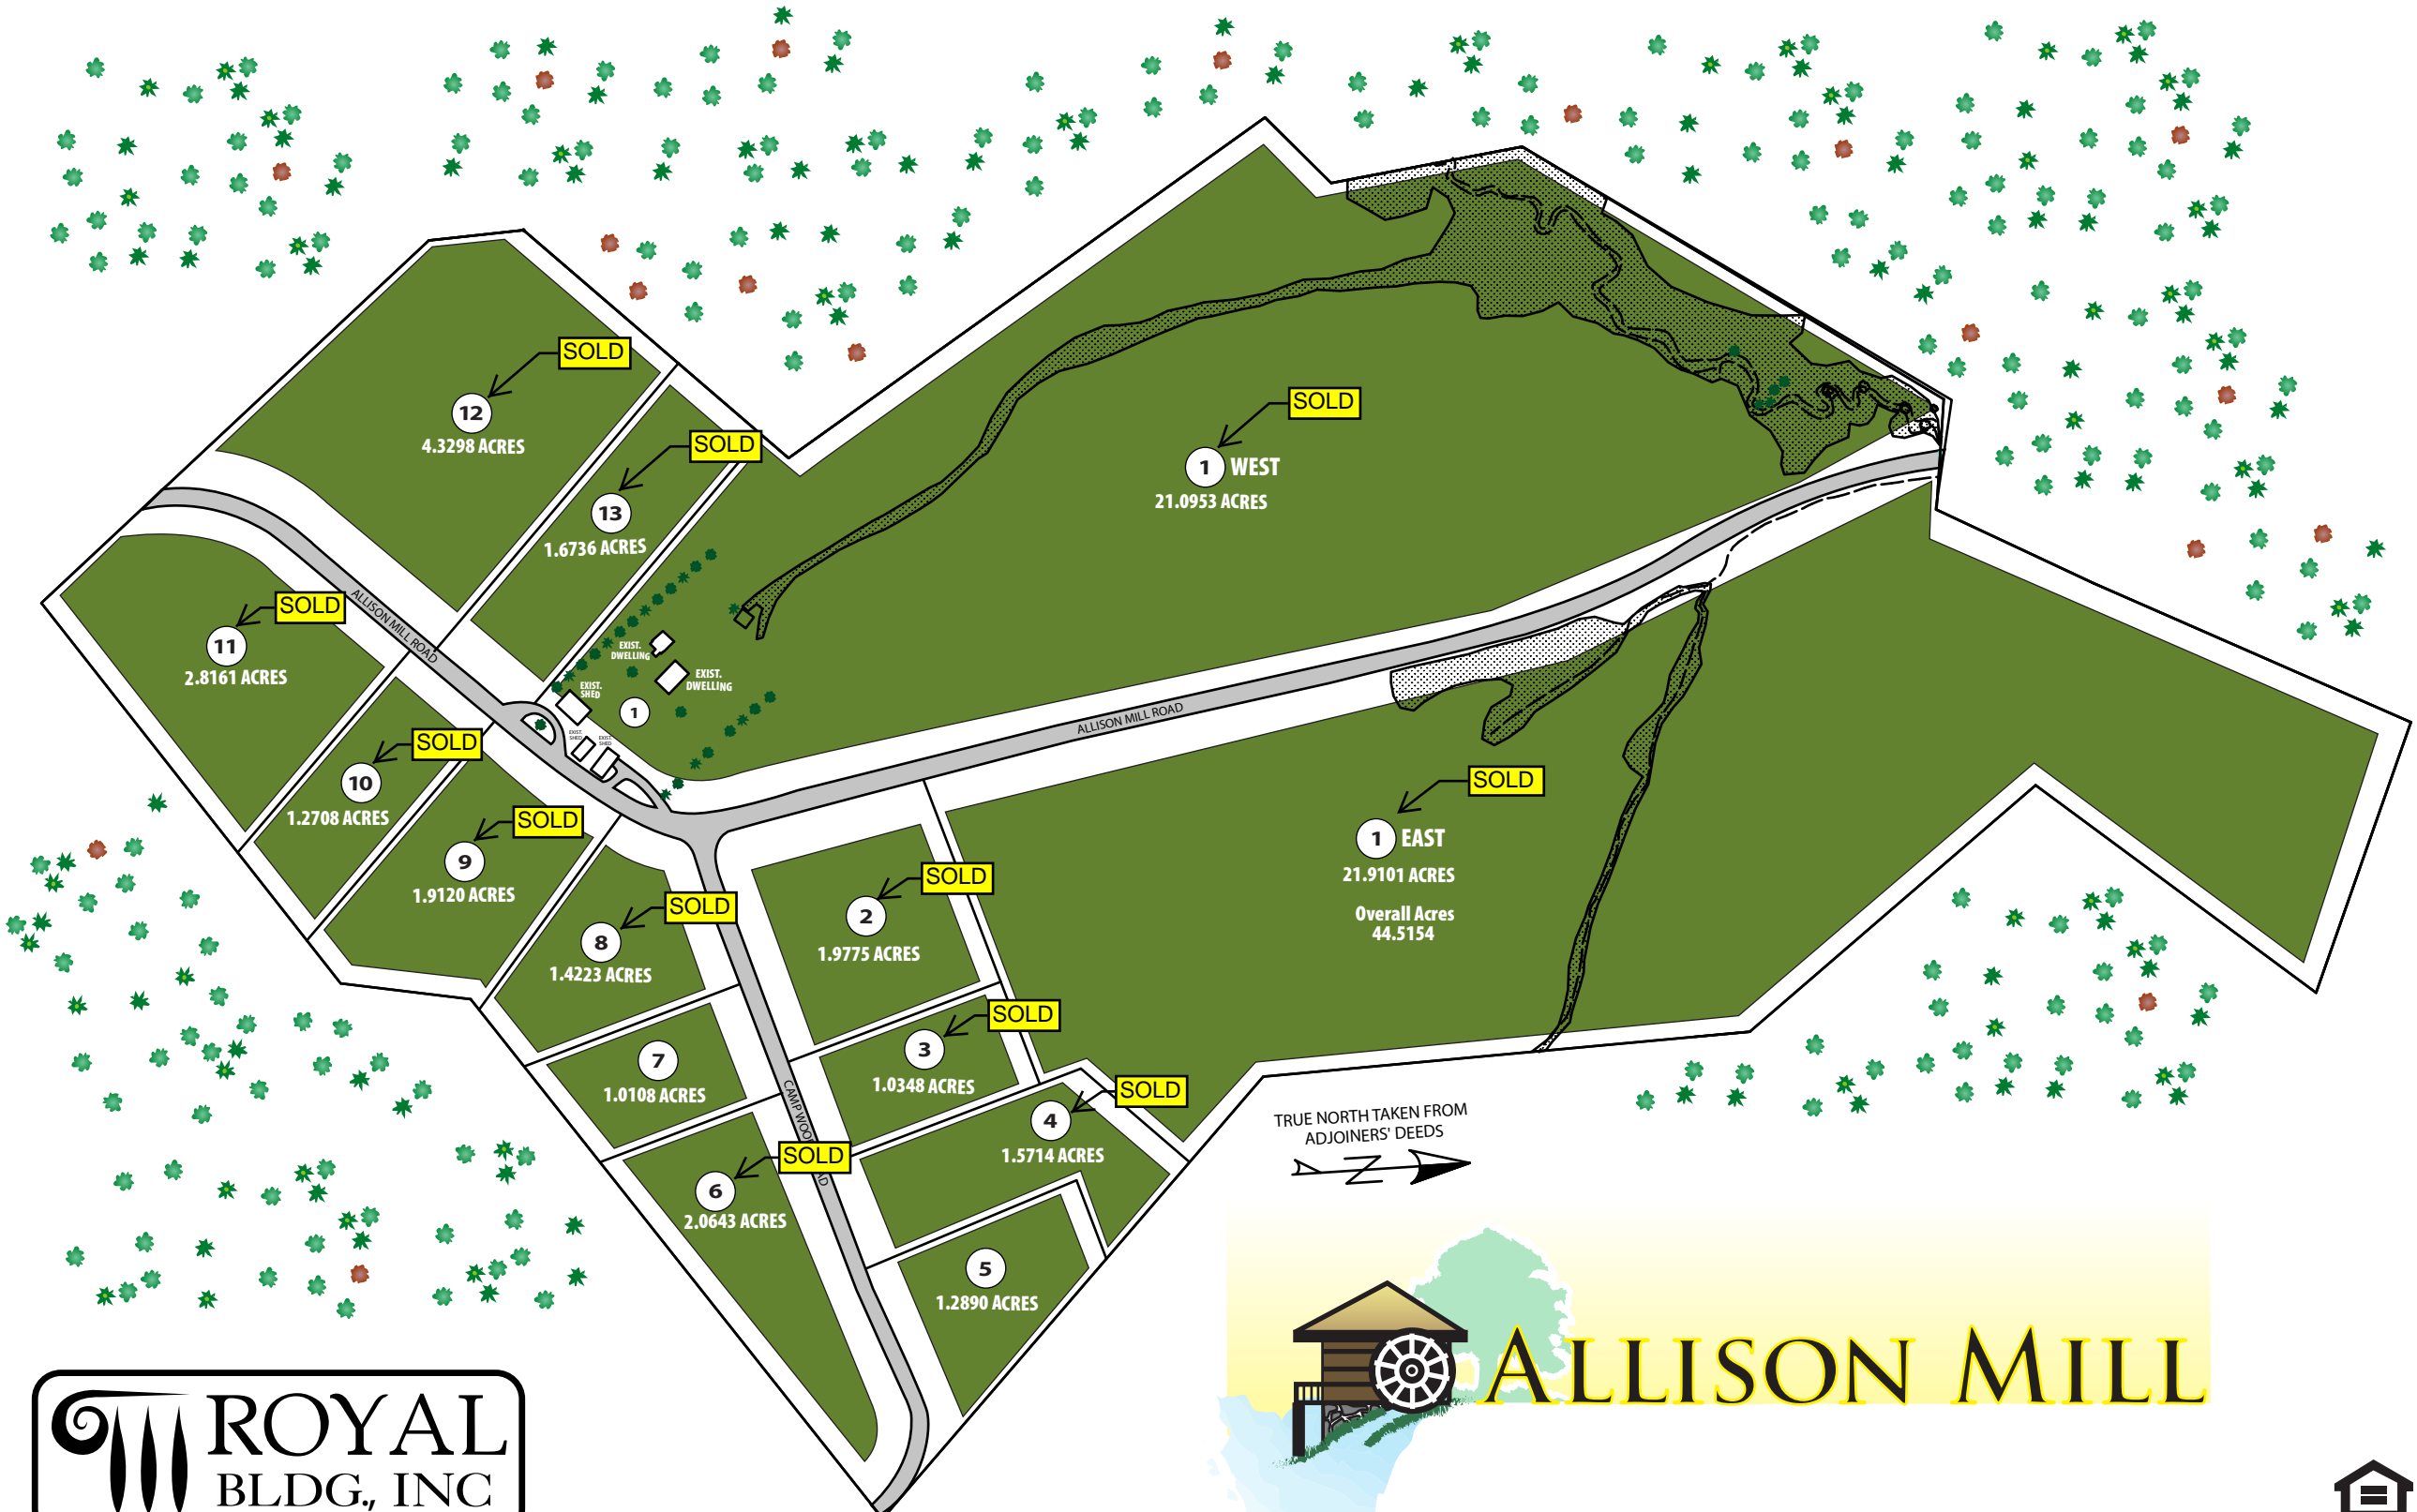 SOLD
12
4.3298 ACRES
SOLD
13
1.6736 ACRES
SOLD
1 WEST
21.0953 ACRES
SOLD
11
2.8161 ACRES
ALLISON MILL ROAD
EXIST.
DWELLING
EXIST.
DWELLING
EXIST.
SHED
1
EXIST.
SHED
EXIST.
SHED
ALLISON MILL ROAD
SOLD
10
1.2708 ACRES
SOLD
9
1.9120 ACRES
SOLD
8
1.4223 ACRES
SOLD
2
1.9775 ACRES
SOLD
1 EAST
21.9101 ACRES
Overall Acres
44.5154
SOLD
3
1.0348 ACRES
7
1.0108 ACRES
CAMP
SOLD
4
1.5714 ACRES
SOLD
6
2.0643 ACRES
5
1.2890 ACRES
TRUE NORTH TAKEN FROM
ADJOINERS' DEEDS
ALLISON MILL
ROYAL
BLDG., INC